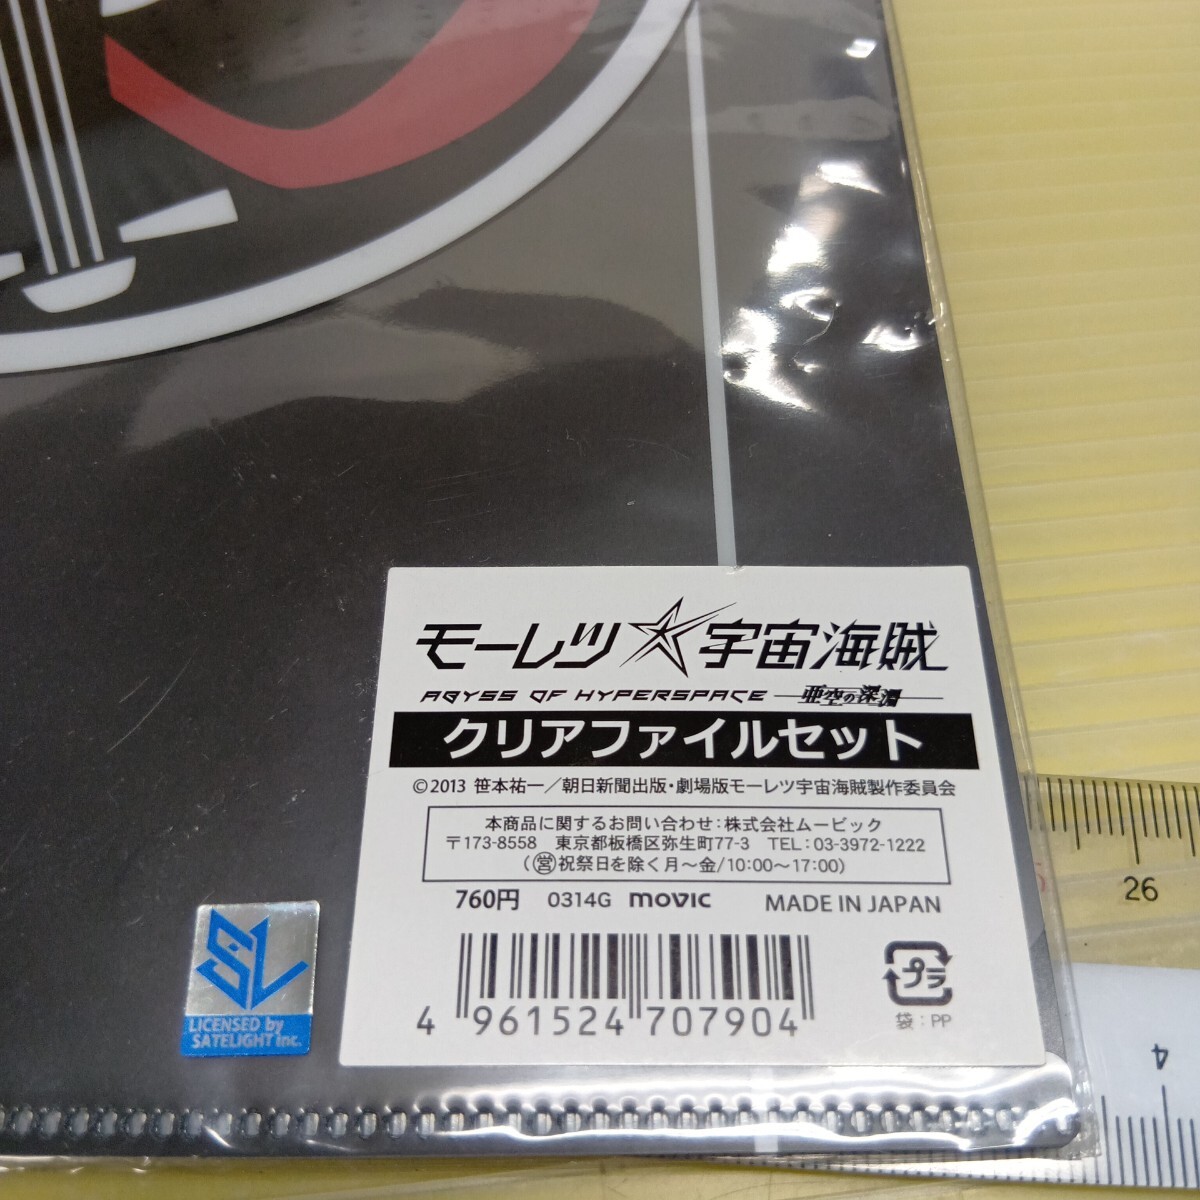 モーレツ☆宇宙海賊
ABYSS OF HYPERSPACE ―亜空の深淵―
クリアファイルセット
©2013 笹本祐一／朝日新聞出版・劇場版モーレツ宇宙海賊製作委員会
本商品に関するお問い合わせ：株式会社ムービック
〒173-8558 東京都板橋区弥生町77-3 TEL：03-3972-1222
（営祝祭日を除く月〜金/10:00〜17:00）
760円 0314G movic MADE IN JAPAN
4 961524 707904
プラ
袋：PP
SL
LICENSED by
SATELIGHT Inc.
26
4